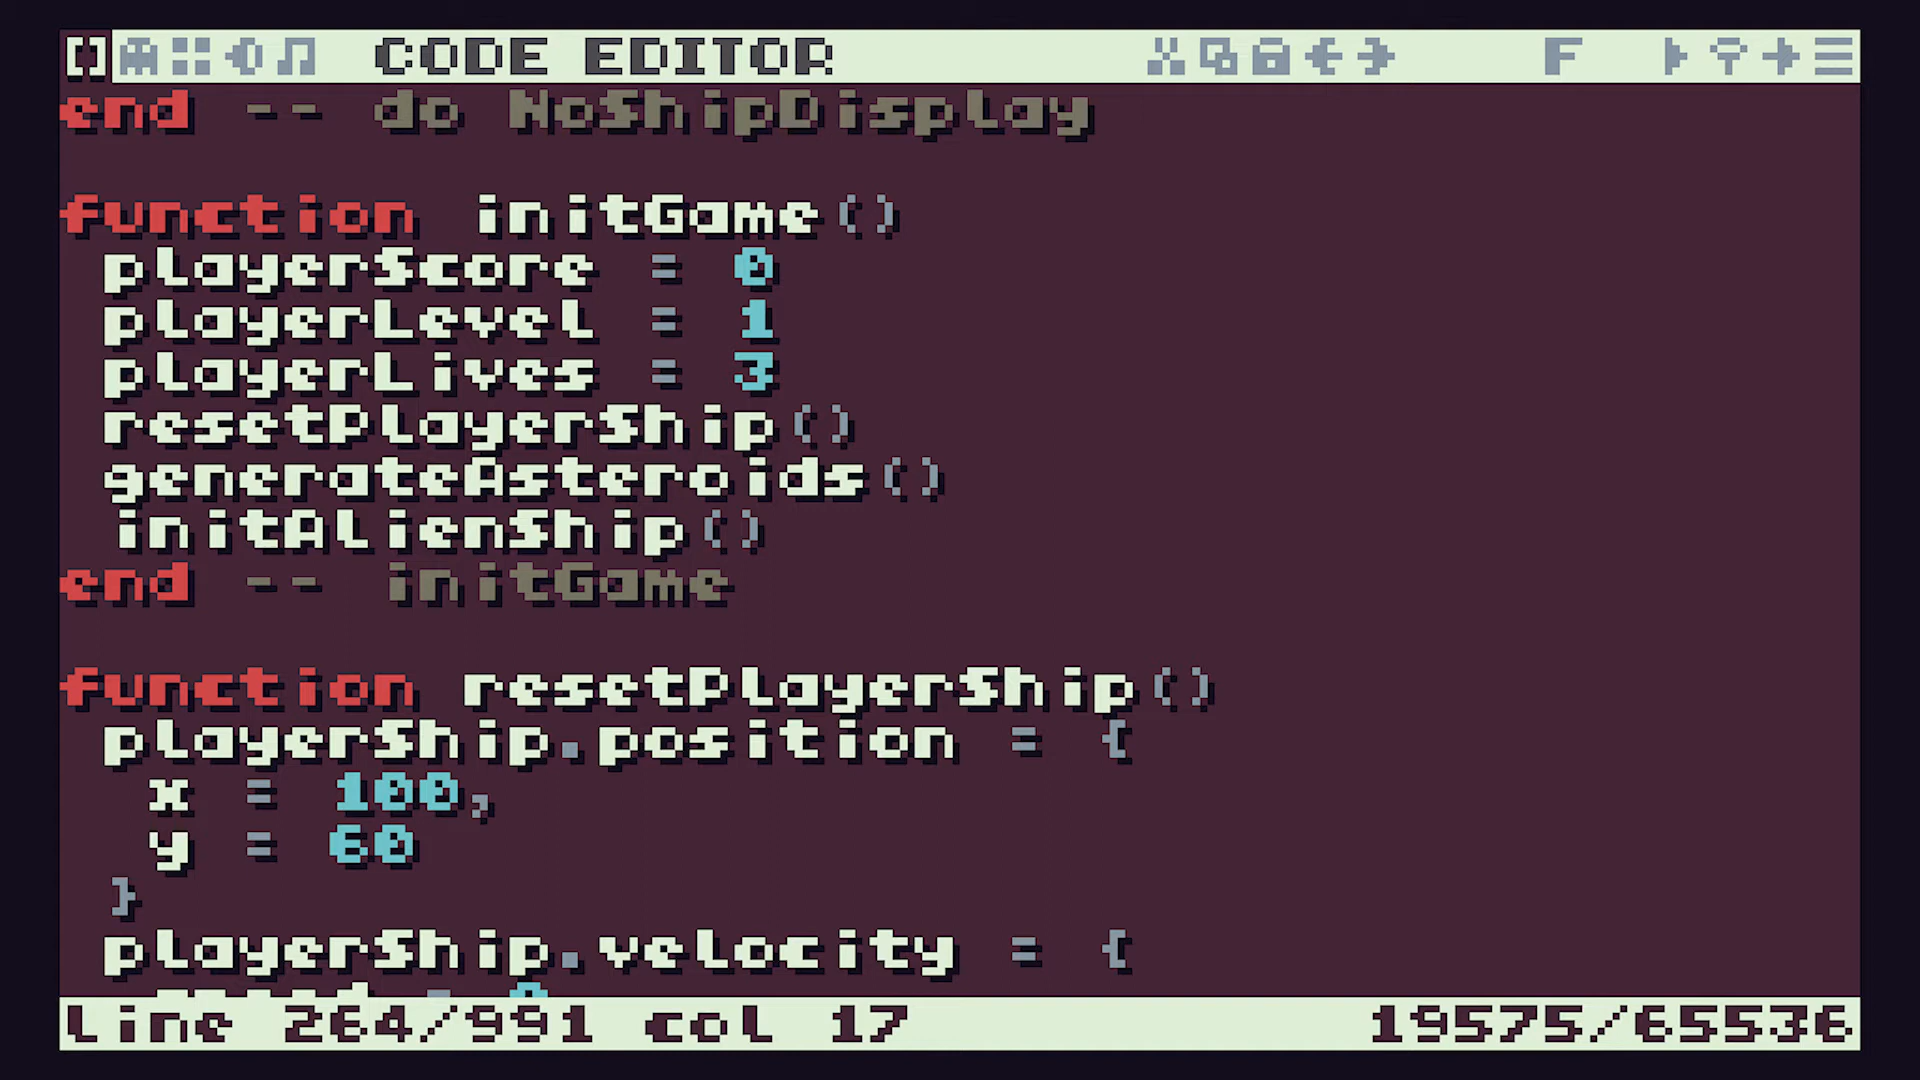 CODE EDITOR F
end -- do NoShipDisplay
function initGame()
playerScore = 0
playerLevel = 1
playerLives = 3
resetPlayerShip()
generateAsteroids()
initAlienShip()
end -- initGame
function resetPlayerShip()
playerShip.position = {
x = 100,
y = 60
}
playerShip.velocity = {
line 264/991 col 17
19575/65536